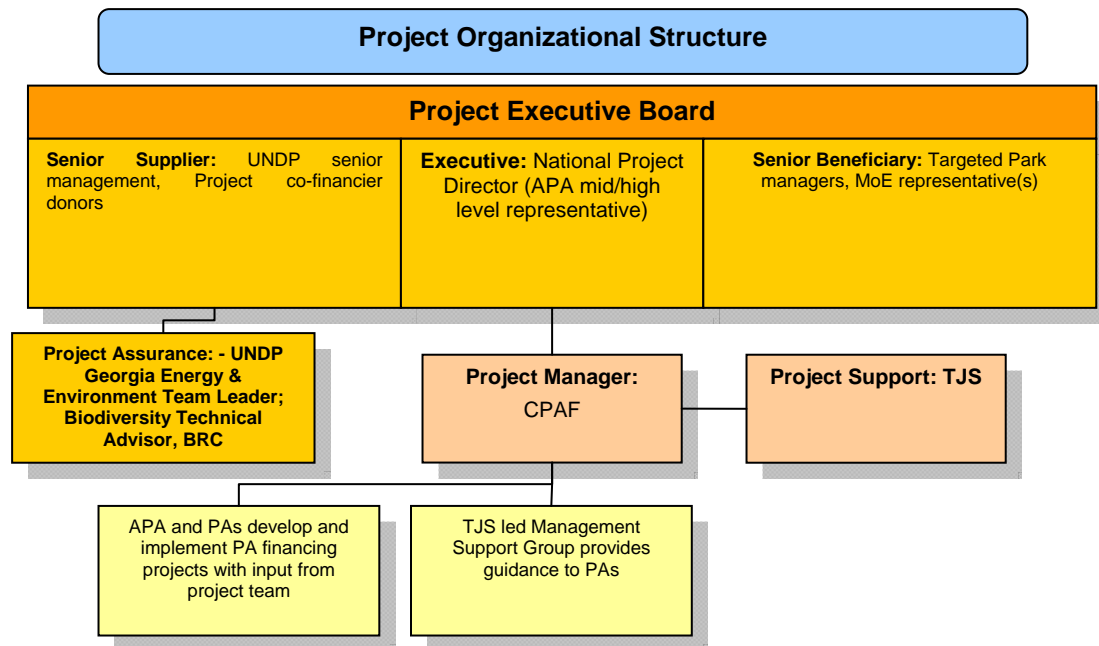 Project Organizational Structure
Project Executive Board
Senior Supplier: UNDP senior
management, Project co-financier
donors
Executive: National Project
Director (APA mid/high
level representative)
Senior Beneficiary: Targeted Park
managers, MoE representative(s)
Project Assurance: - UNDP
Georgia Energy &
Environment Team Leader;
Biodiversity Technical
Advisor, BRC
Project Manager:
CPAF
Project Support: TJS
APA and PAs develop and
implement PA financing
projects with input from
project team
TJS led Management
Support Group provides
guidance to PAs